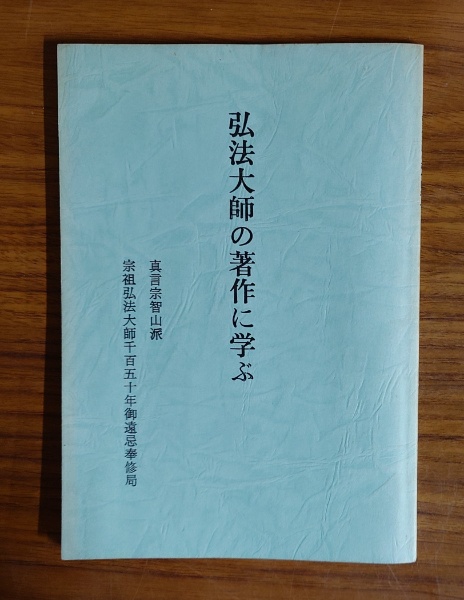 弘法大師の著作に学ぶ
真言宗智山派
宗祖弘法大師千百五十年御遠忌奉修局